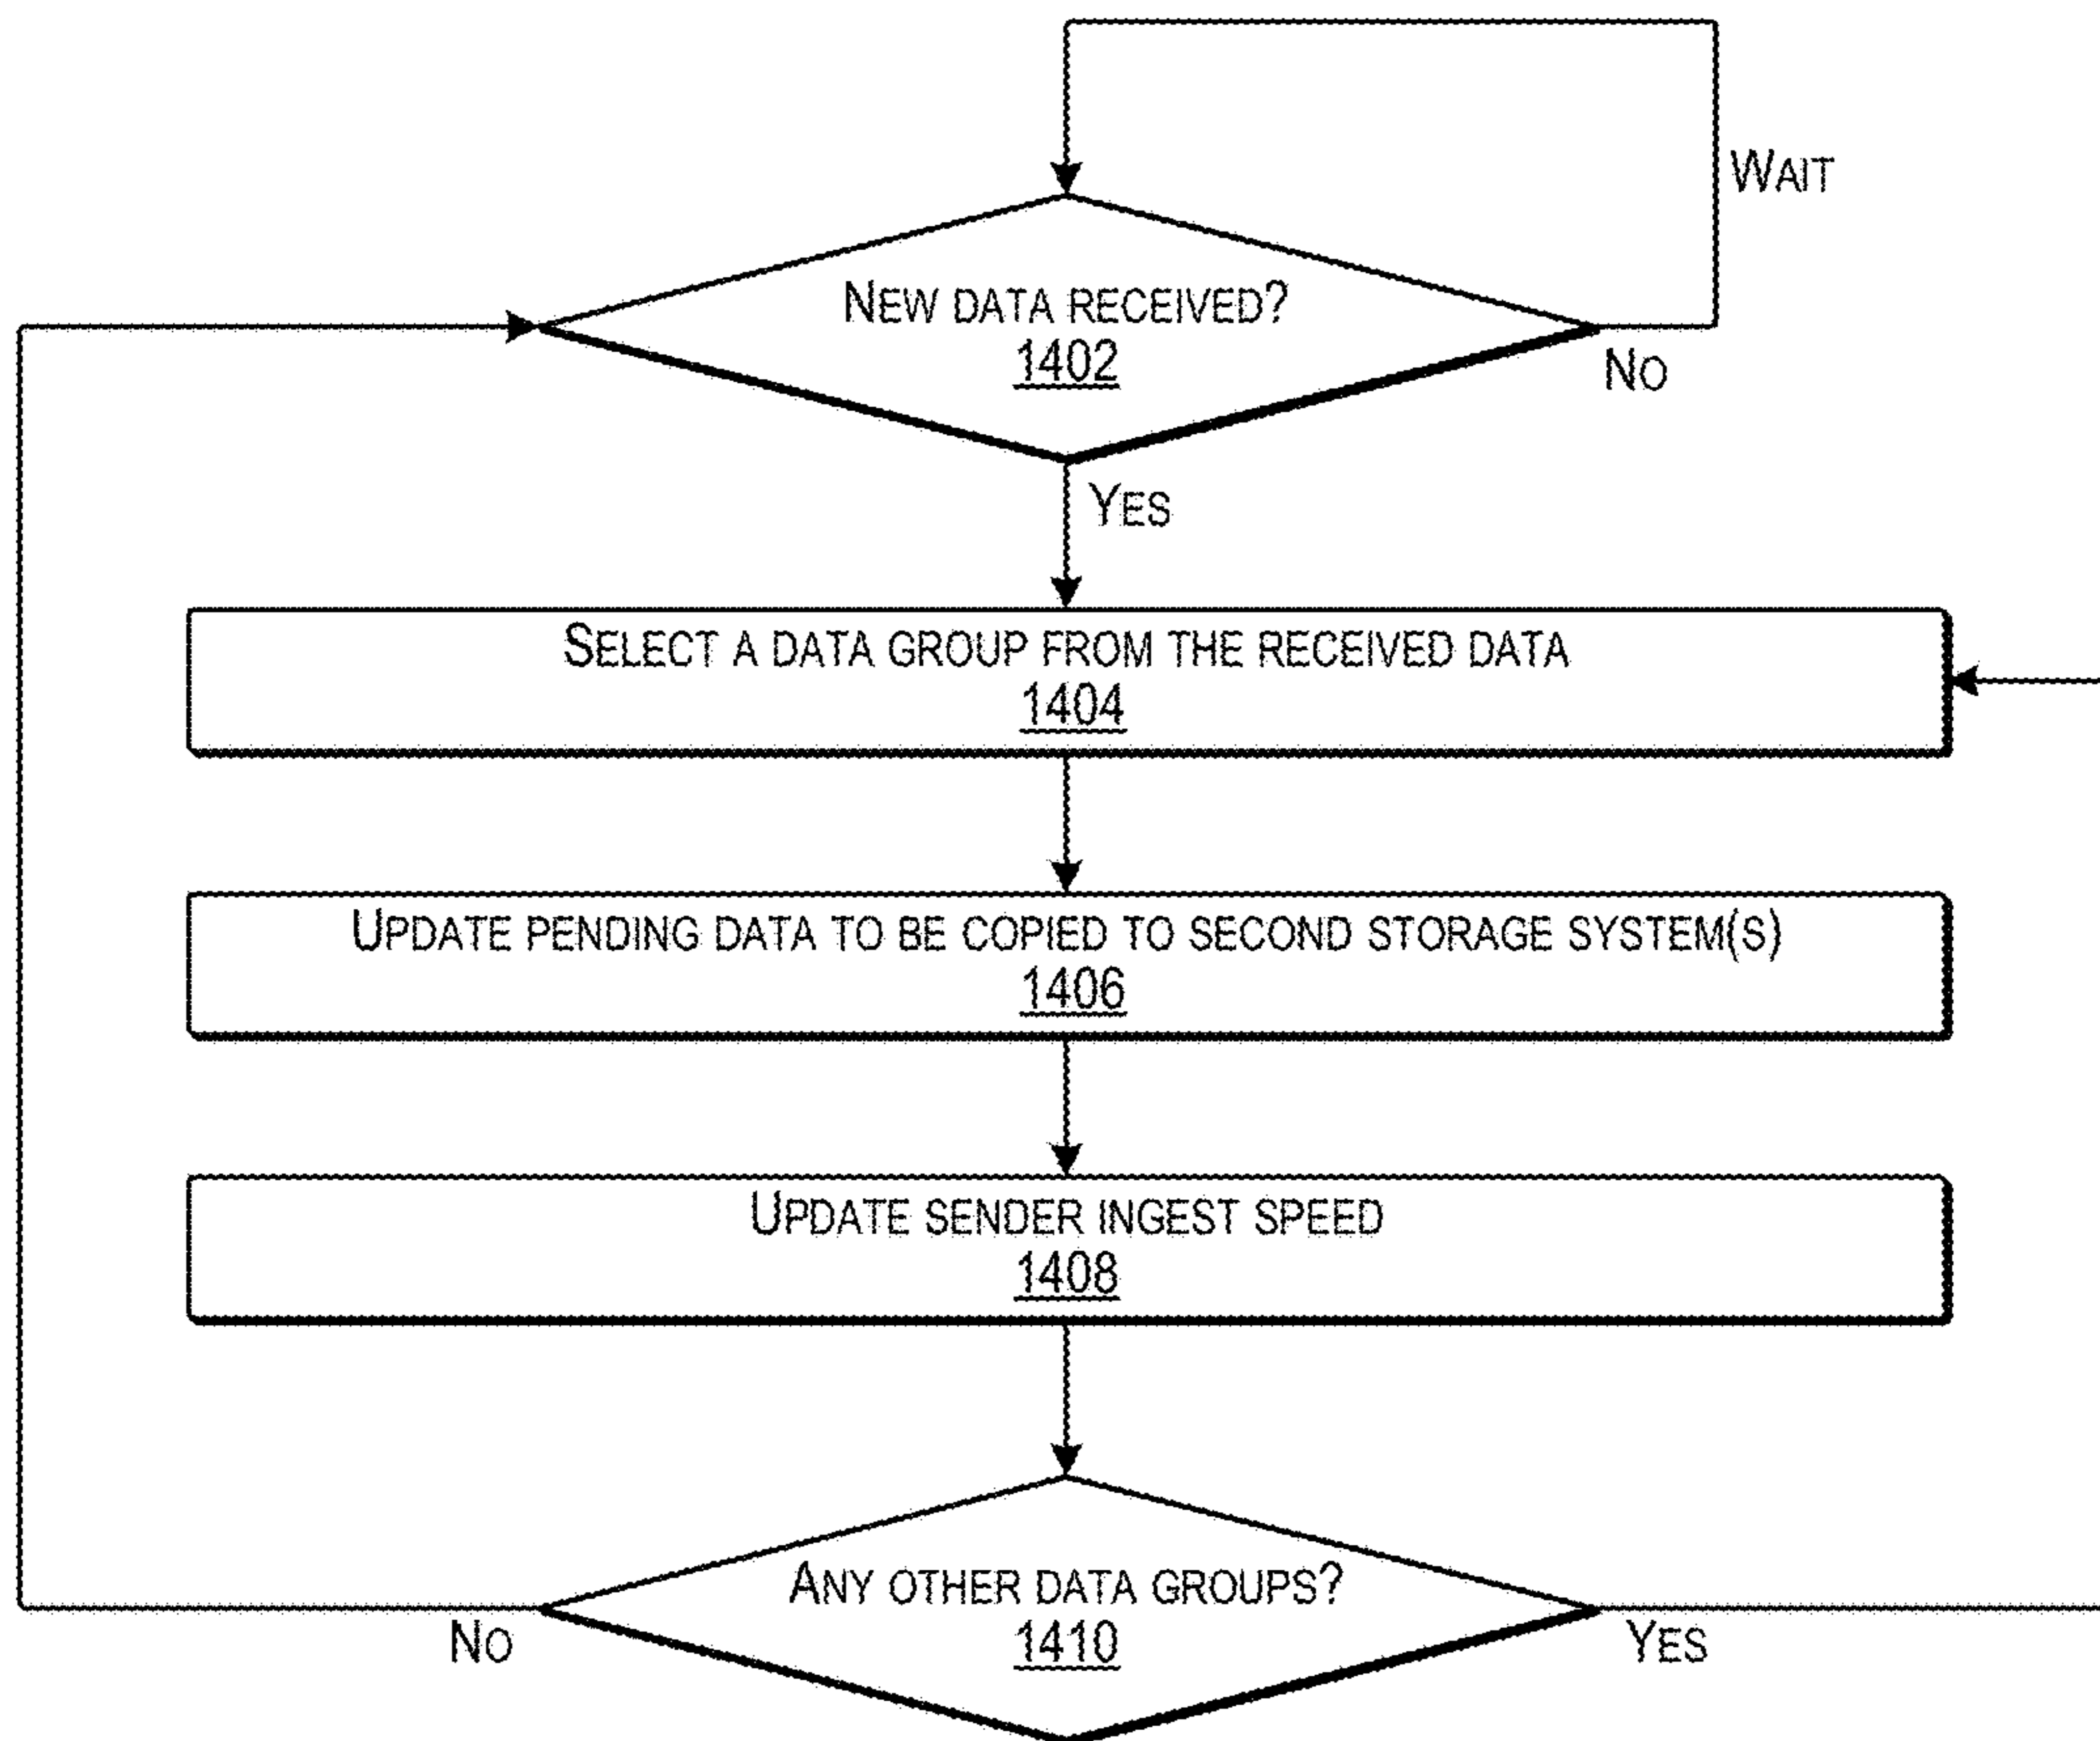 WAIT
NEW DATA RECEIVED?
1402
NO
YES
SELECT A DATA GROUP FROM THE RECEIVED DATA
1404
UPDATE PENDING DATA TO BE COPIED TO SECOND STORAGE SYSTEM(S)
1406
UPDATE SENDER INGEST SPEED
1408
ANY OTHER DATA GROUPS?
1410
NO
YES